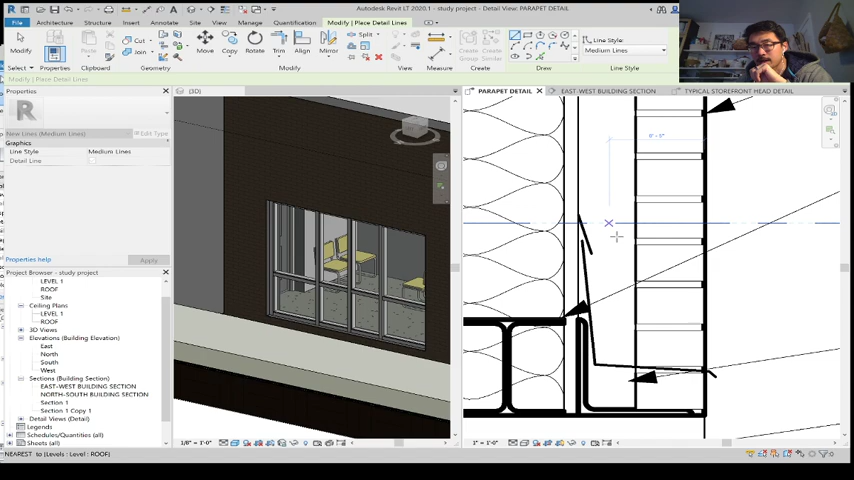 Autodesk Revit LT 2020.1 - study project - Detail View: PARAPET DETAIL
File Architecture Structure Insert Annotate Section View Manage Quantification Modify | Place Detail Lines
Modify
Paste
Cut
Join
Move Copy Rotate Trim Align Mirror
Split
Measure
Create
Line Style:
Medium Lines
Select Properties Clipboard Geometry Modify View Measure Create Draw Line Style
Modify | Place Detail Lines
Properties
{3D}
PARAPET DETAIL
EAST-WEST BUILDING SECTION
TYPICAL STOREFRONT HEAD DETAIL
New Lines (Medium Lines)
Edit Type
Graphics
Line Style Medium Lines
Detail Line
Properties help
Apply
Project Browser - study project
LEVEL 1
ROOF
Site
Ceiling Plans
LEVEL 1
ROOF
3D Views
Elevations (Building Elevation)
East
North
South
West
Sections (Building Section)
EAST-WEST BUILDING SECTION
NORTH-SOUTH BUILDING SECTION
Section 1
Section 1 Copy 1
Detail Views (Detail)
Legends
Schedules/Quantities (all)
Sheets (all)
1/8" = 1'-0"
1" = 1'-0"
NEAREST to (Levels : Level : ROOF)